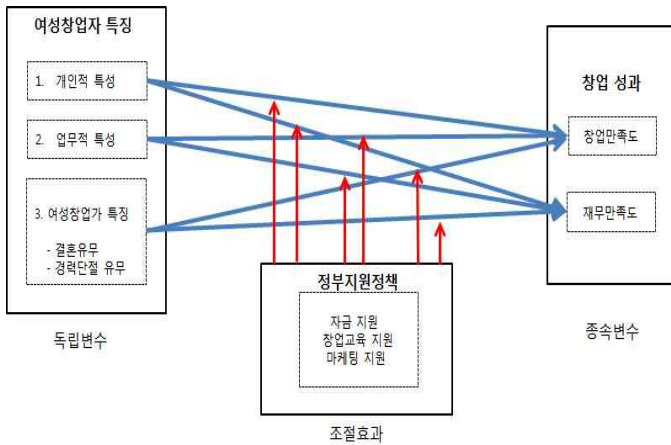 여성창업자 특징
1. 개인적 특성
2. 업무적 특성
3. 여성창업가 특징
- 결혼유무
- 경력단절 유무
독립변수
정부지원정책
자금 지원
창업교육 지원
마케팅 지원
조절효과
창업 성과
창업만족도
재무만족도
종속변수